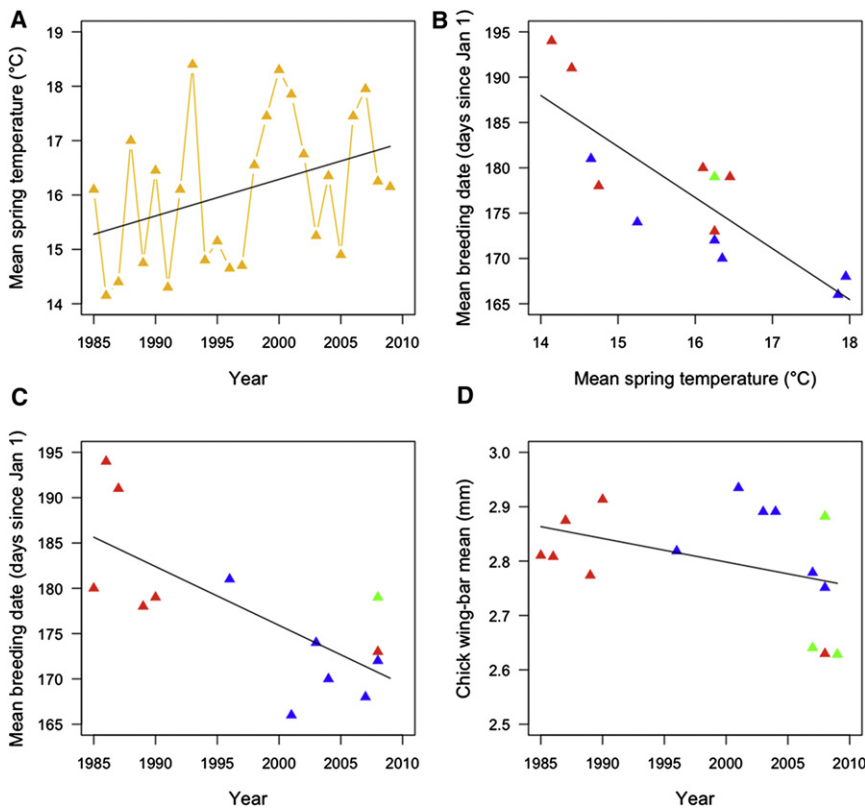 A
Mean spring temperature (°C)
19
18
17
16
15
14
1985 1990 1995 2000 2005 2010
Year
B
Mean breeding date (days since Jan 1)
195
190
185
180
175
170
165
14 15 16 17 18
Mean spring temperature (°C)
C
Mean breeding date (days since Jan 1)
195
190
185
180
175
170
165
1985 1990 1995 2000 2005 2010
Year
D
Chick wing-bar mean (mm)
3.0
2.9
2.8
2.7
2.6
2.5
1985 1990 1995 2000 2005 2010
Year